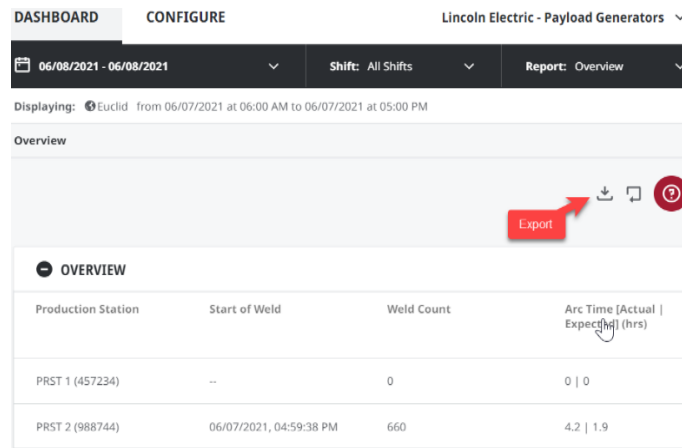 DASHBOARD CONFIGURE Lincoln Electric - Payload Generators
06/08/2021 - 06/08/2021 Shift: All Shifts Report: Overview
Displaying: Euclid from 06/07/2021 at 06:00 AM to 06/07/2021 at 05:00 PM
Overview
Export
OVERVIEW
Production Station Start of Weld Weld Count Arc Time [Actual |
Expected] (hrs)
PRST 1 (457234) -- 0 0 | 0
PRST 2 (988744) 06/07/2021, 04:59:38 PM 660 4.2 | 1.9